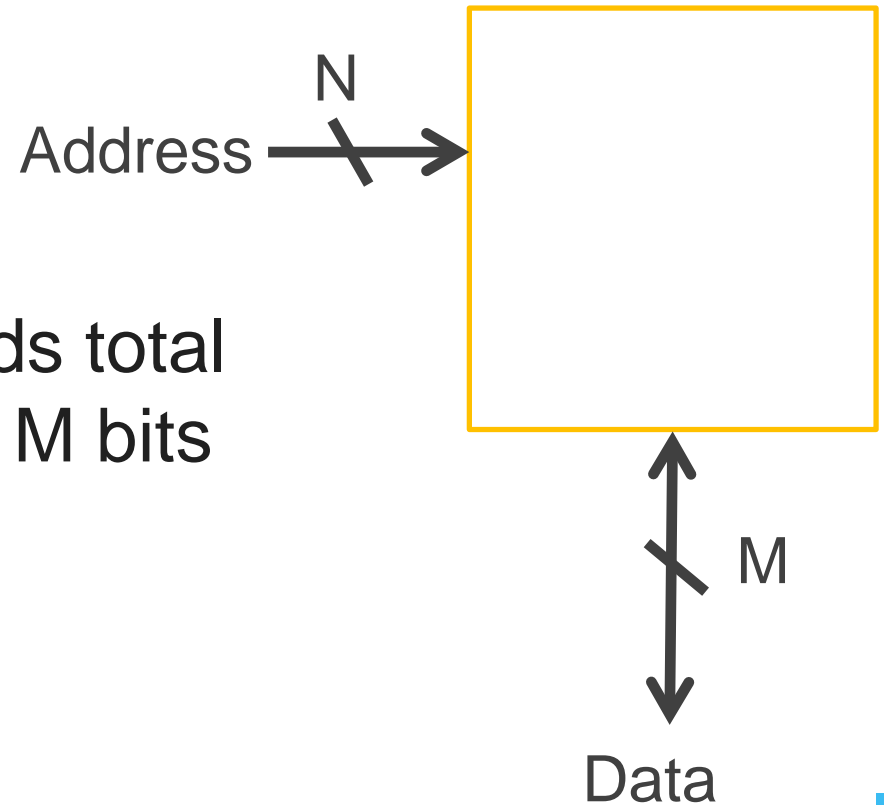 N
Address
ds total
M bits
M
Data